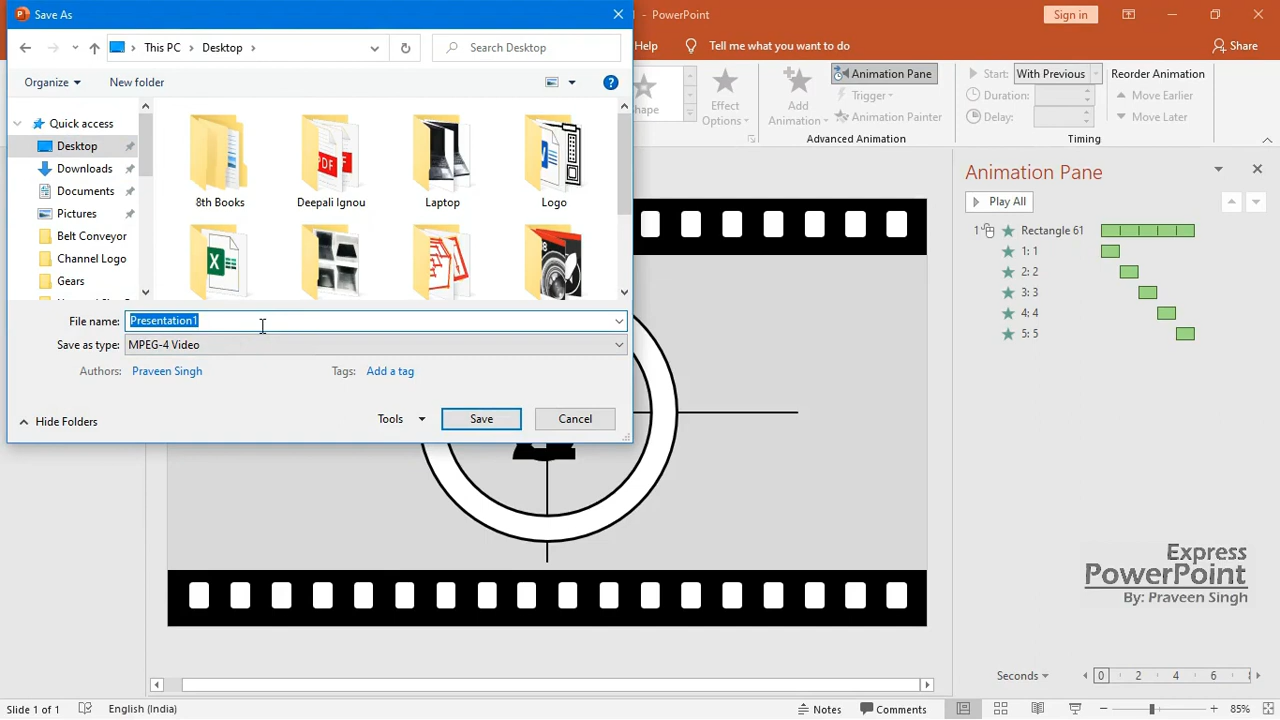 Save As
- PowerPoint
Sign in
This PC
Desktop
Search Desktop
Help
Tell me what you want to do
Share
Organize
New folder
Animation Pane
Start: With Previous
Reorder Animation
Trigger
Duration:
Move Earlier
Effect Options
Add Animation
Animation Painter
Delay:
Move Later
Advanced Animation
Timing
Quick access
Desktop
Downloads
Documents
Pictures
Belt Conveyor
Channel Logo
Gears
8th Books
Deepali Ignou
Laptop
Logo
PDF
File name: Presentation1
Save as type: MPEG-4 Video
Authors: Praveen Singh
Tags: Add a tag
Hide Folders
Tools
Save
Cancel
Animation Pane
Play All
1
Rectangle 61
1: 1
2: 2
3: 3
4: 4
5: 5
Express
PowerPoint
By: Praveen Singh
Seconds
0 2 4 6
Slide 1 of 1
English (India)
Notes
Comments
85%